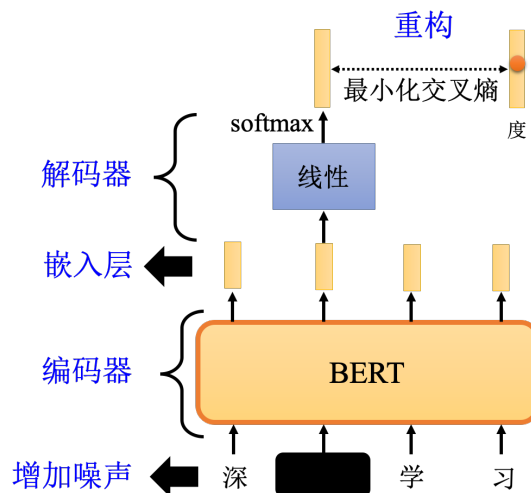 重构
最小化交叉熵
度
softmax
解码器
线性
嵌入层
编码器
BERT
增加噪声
深
学
习